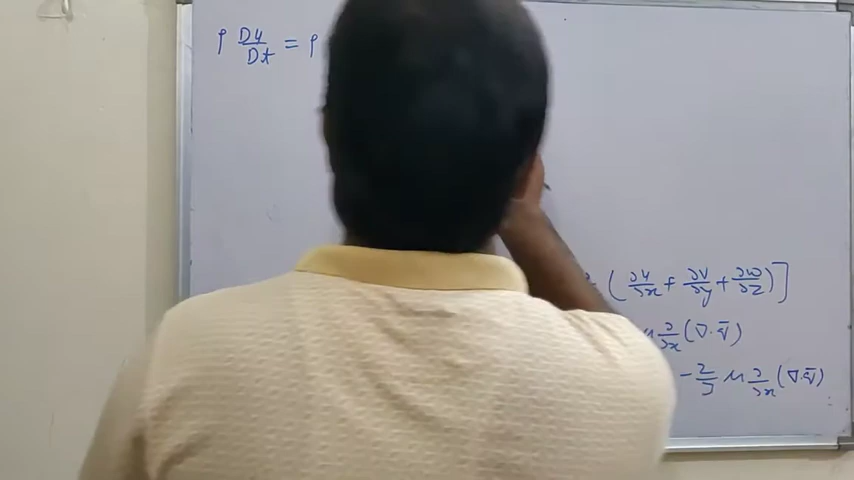 ρ Du/Dt = ρ
(∂u/∂x + ∂v/∂y + ∂w/∂z)]
μ ∂/∂x (∇·V̄)
- 2/3 μ ∂/∂x (∇·V̄)